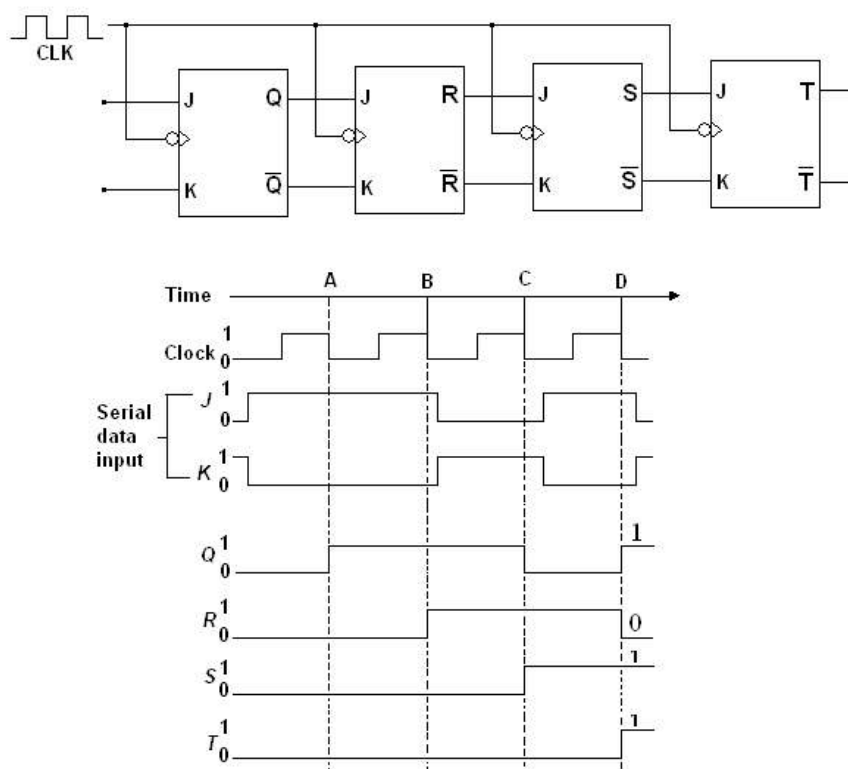 CLK
J Q J R J S J T
K Q̅ K R̅ K S̅ K T̅
Time A B C D
Clock 1 0
Serial data input
J 1 0
K 1 0
Q 1 0 1
R 1 0 0
S 1 0 1
T 1 0 1